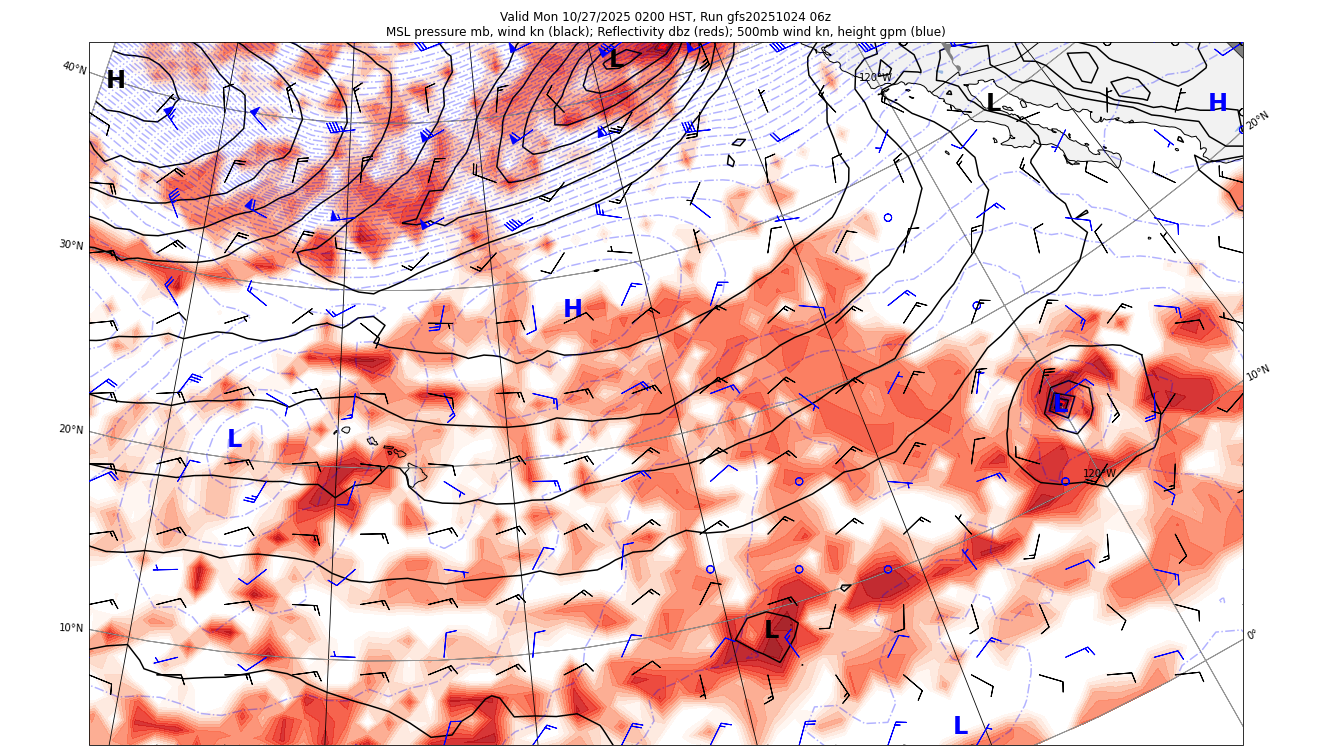 Valid Mon 10/27/2025 0200 HST, Run gfs20251024 06z
MSL pressure mb, wind kn (black); Reflectivity dbz (reds); 500mb wind kn, height gpm (blue)
40°N
H
L
120°W
L
H
20°N
30°N
H
10°N
L
20°N
L
120°W
10°N
L
0°
L